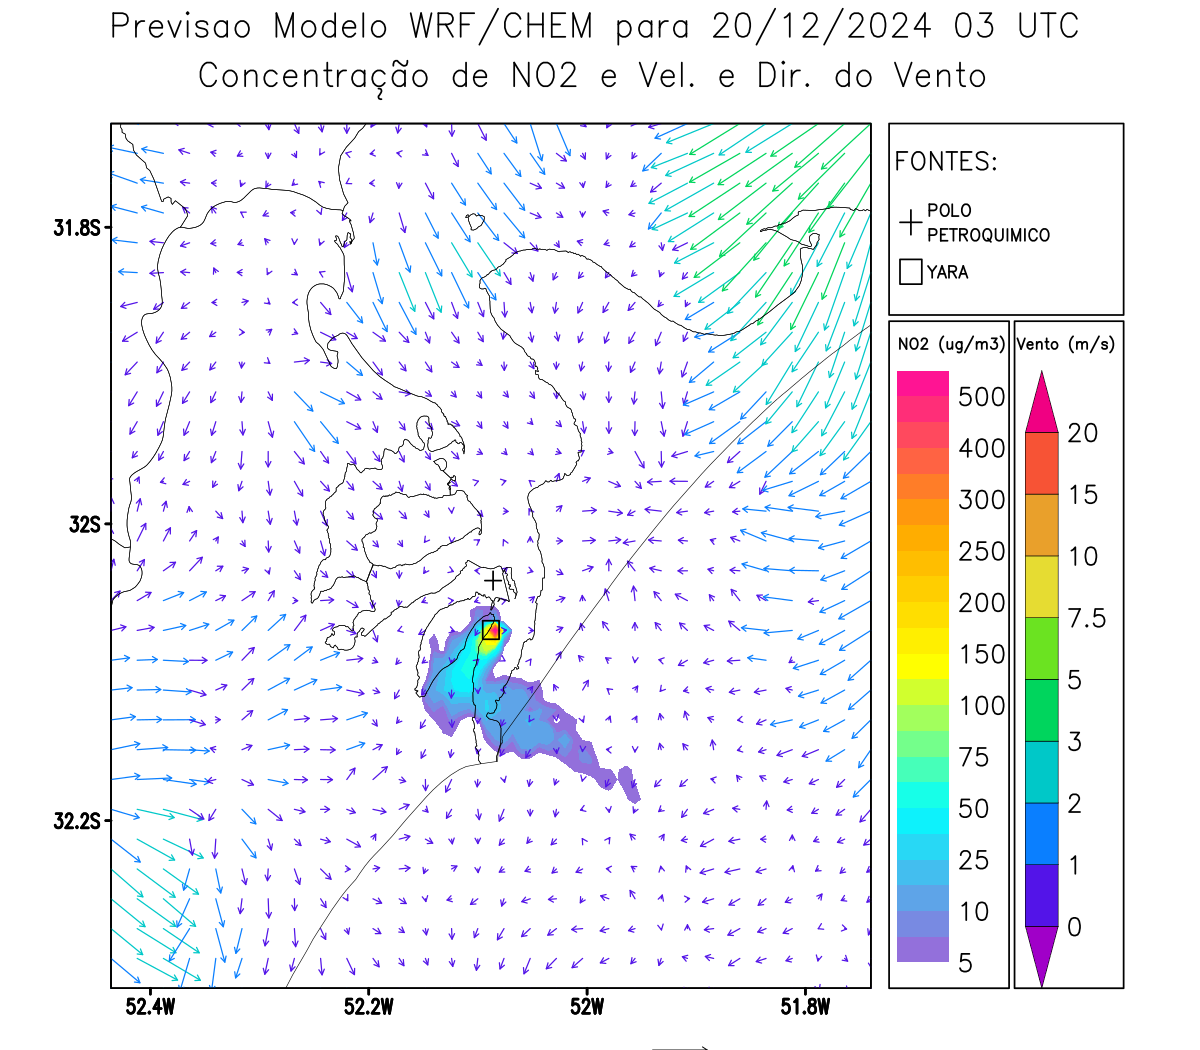 Previsao Modelo WRF/CHEM para 20/12/2024 03 UTC
Concentração de NO2 e Vel. e Dir. do Vento
FONTES:
POLO
PETROQUIMICO
YARA
NO2 (ug/m3)
500
400
300
250
200
150
100
75
50
25
10
5
Vento (m/s)
20
15
10
7.5
5
3
2
1
0
31.8S
32S
32.2S
52.4W
52.2W
52W
51.8W